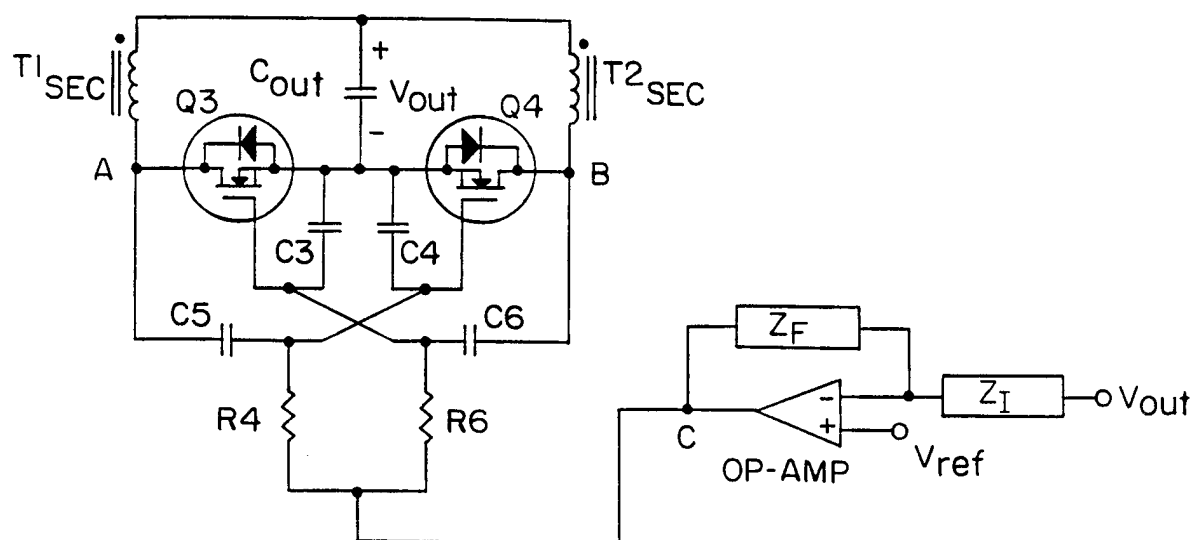 T1SEC
Cout
+
Vout
-
T2SEC
Q3
Q4
A
B
C3
C4
C5
C6
R4
R6
ZF
ZI
Vout
-
+
C
Vref
OP-AMP